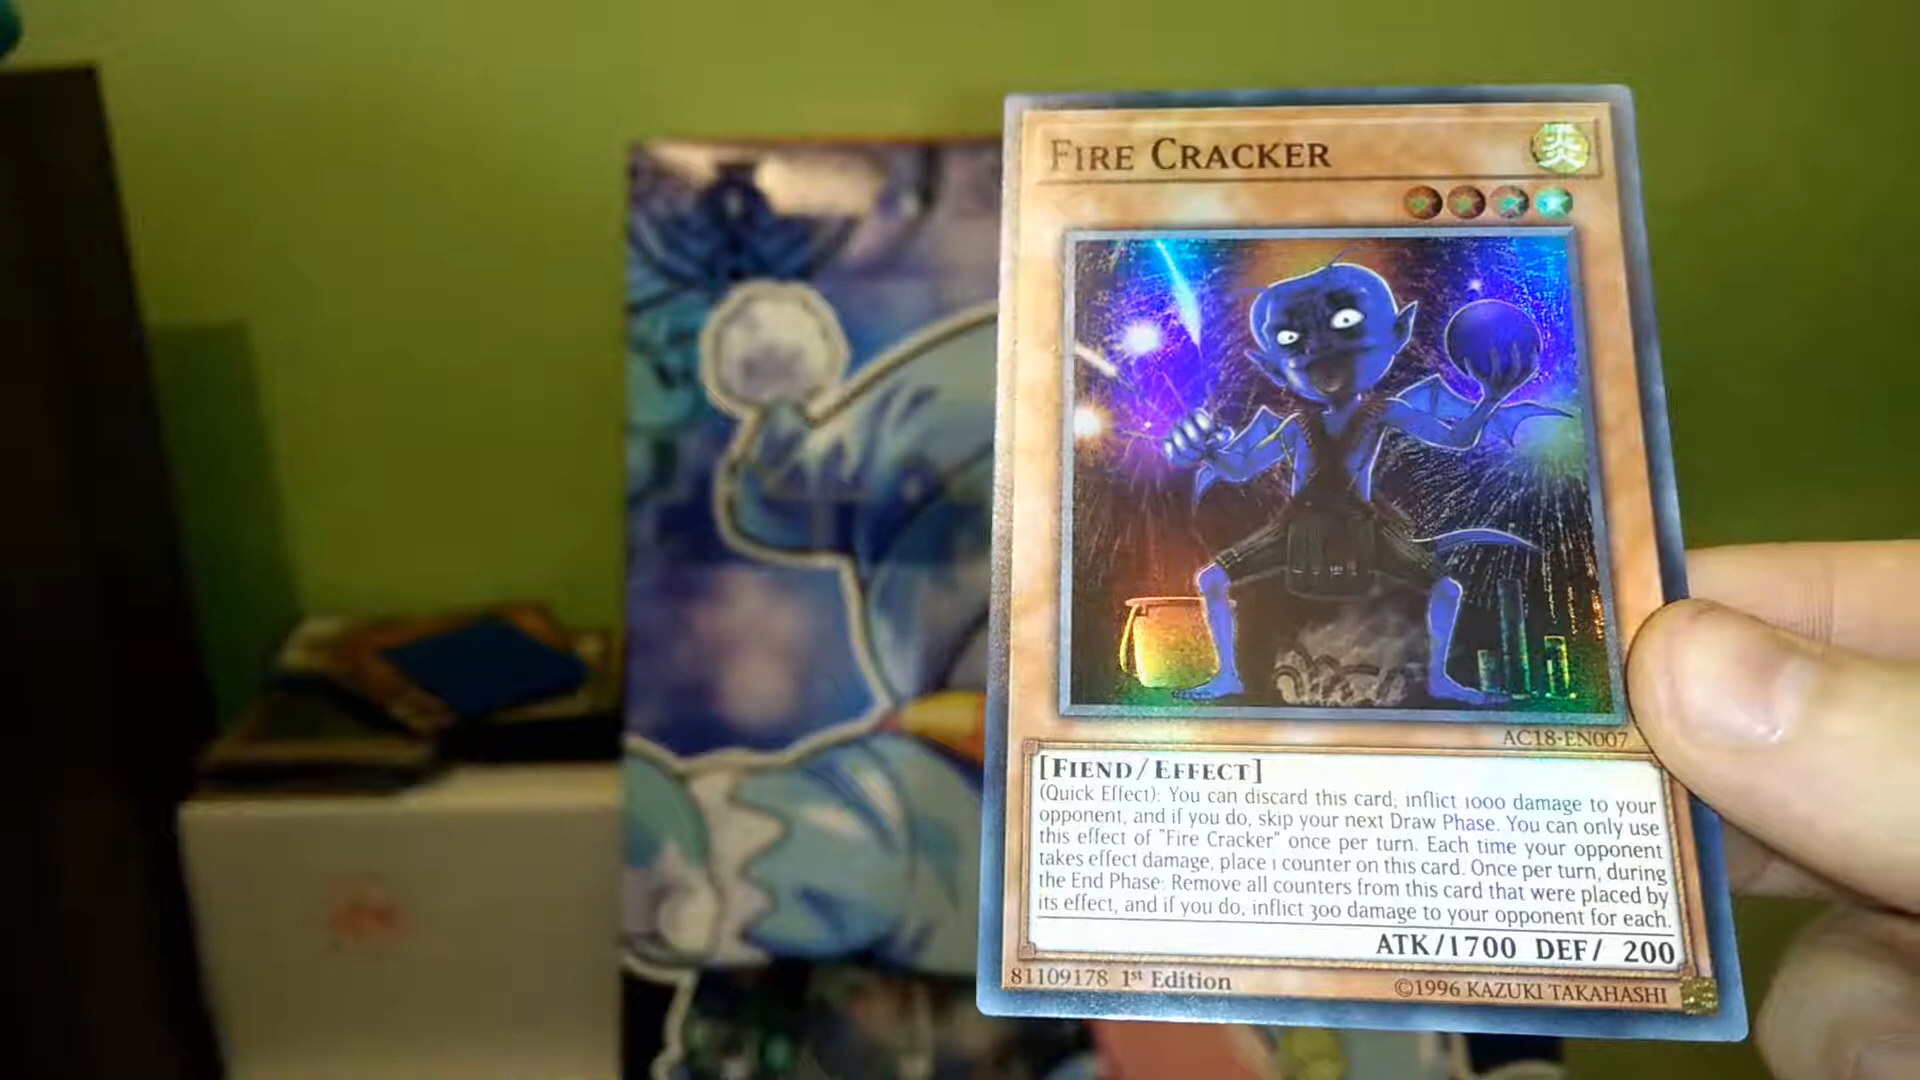 FIRE CRACKER
炎
AC18-EN007
[FIEND/EFFECT]
(Quick Effect): You can discard this card; inflict 1000 damage to your
opponent, and if you do, skip your next Draw Phase. You can only use
this effect of "Fire Cracker" once per turn. Each time your opponent
takes effect damage, place 1 counter on this card. Once per turn, during
the End Phase: Remove all counters from this card that were placed by
its effect, and if you do, inflict 300 damage to your opponent for each.
ATK/1700 DEF/ 200
81109178 1st Edition
©1996 KAZUKI TAKAHASHI